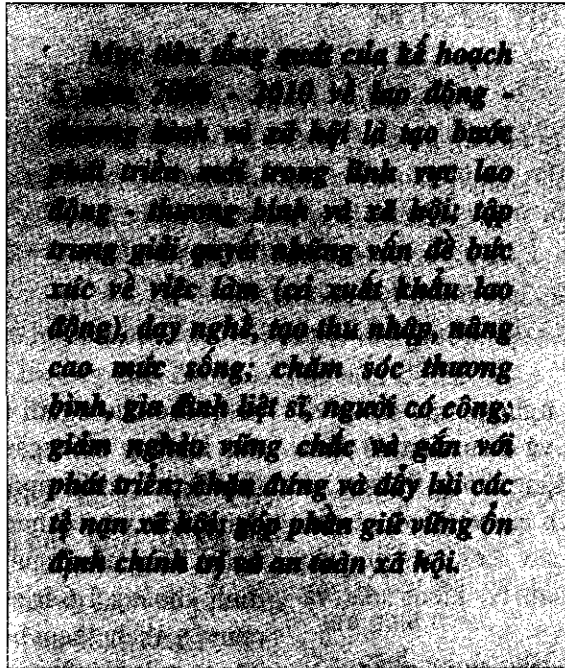 Mục tiêu tổng quát của kế hoạch
5 năm 2006 - 2010 về lao động -
thương binh và xã hội là tạo bước
phát triển mới trong lĩnh vực lao
động - thương binh và xã hội; tập
trung giải quyết những vấn đề bức
xúc về việc làm (cả xuất khẩu lao
động), dạy nghề, tạo thu nhập, nâng
cao mức sống; chăm sóc thương
binh, gia đình liệt sĩ, người có công;
giảm nghèo vững chắc và gắn với
phát triển; chặn đứng và đẩy lùi các
tệ nạn xã hội; góp phần giữ vững ổn
định chính trị và an toàn xã hội.